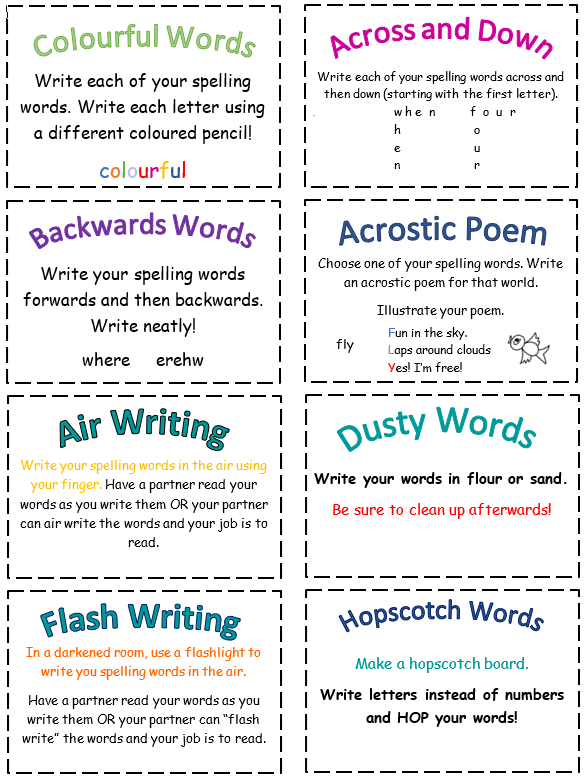 Colourful Words
Write each of your spelling
words. Write each letter using
a different coloured pencil!
colourful
Across and Down
Write each of your spelling words across and
then down (starting with the first letter).
w h e n f o u r
h o
e u
n r
Backwards Words
Write your spelling words
forwards and then backwards.
Write neatly!
where erehw
Acrostic Poem
Choose one of your spelling words. Write
an acrostic poem for that world.
Illustrate your poem.
fly
Fun in the sky.
Laps around clouds
Yes! I'm free!
Air Writing
Write your spelling words in the air using
your finger. Have a partner read your
words as you write them OR your partner
can air write the words and your job is to
read.
Dusty Words
Write your words in flour or sand.
Be sure to clean up afterwards!
Flash Writing
In a darkened room, use a flashlight to
write you spelling words in the air.
Have a partner read your words as you
write them OR your partner can “flash
write” the words and your job is to read.
Hopscotch Words
Make a hopscotch board.
Write letters instead of numbers
and HOP your words!